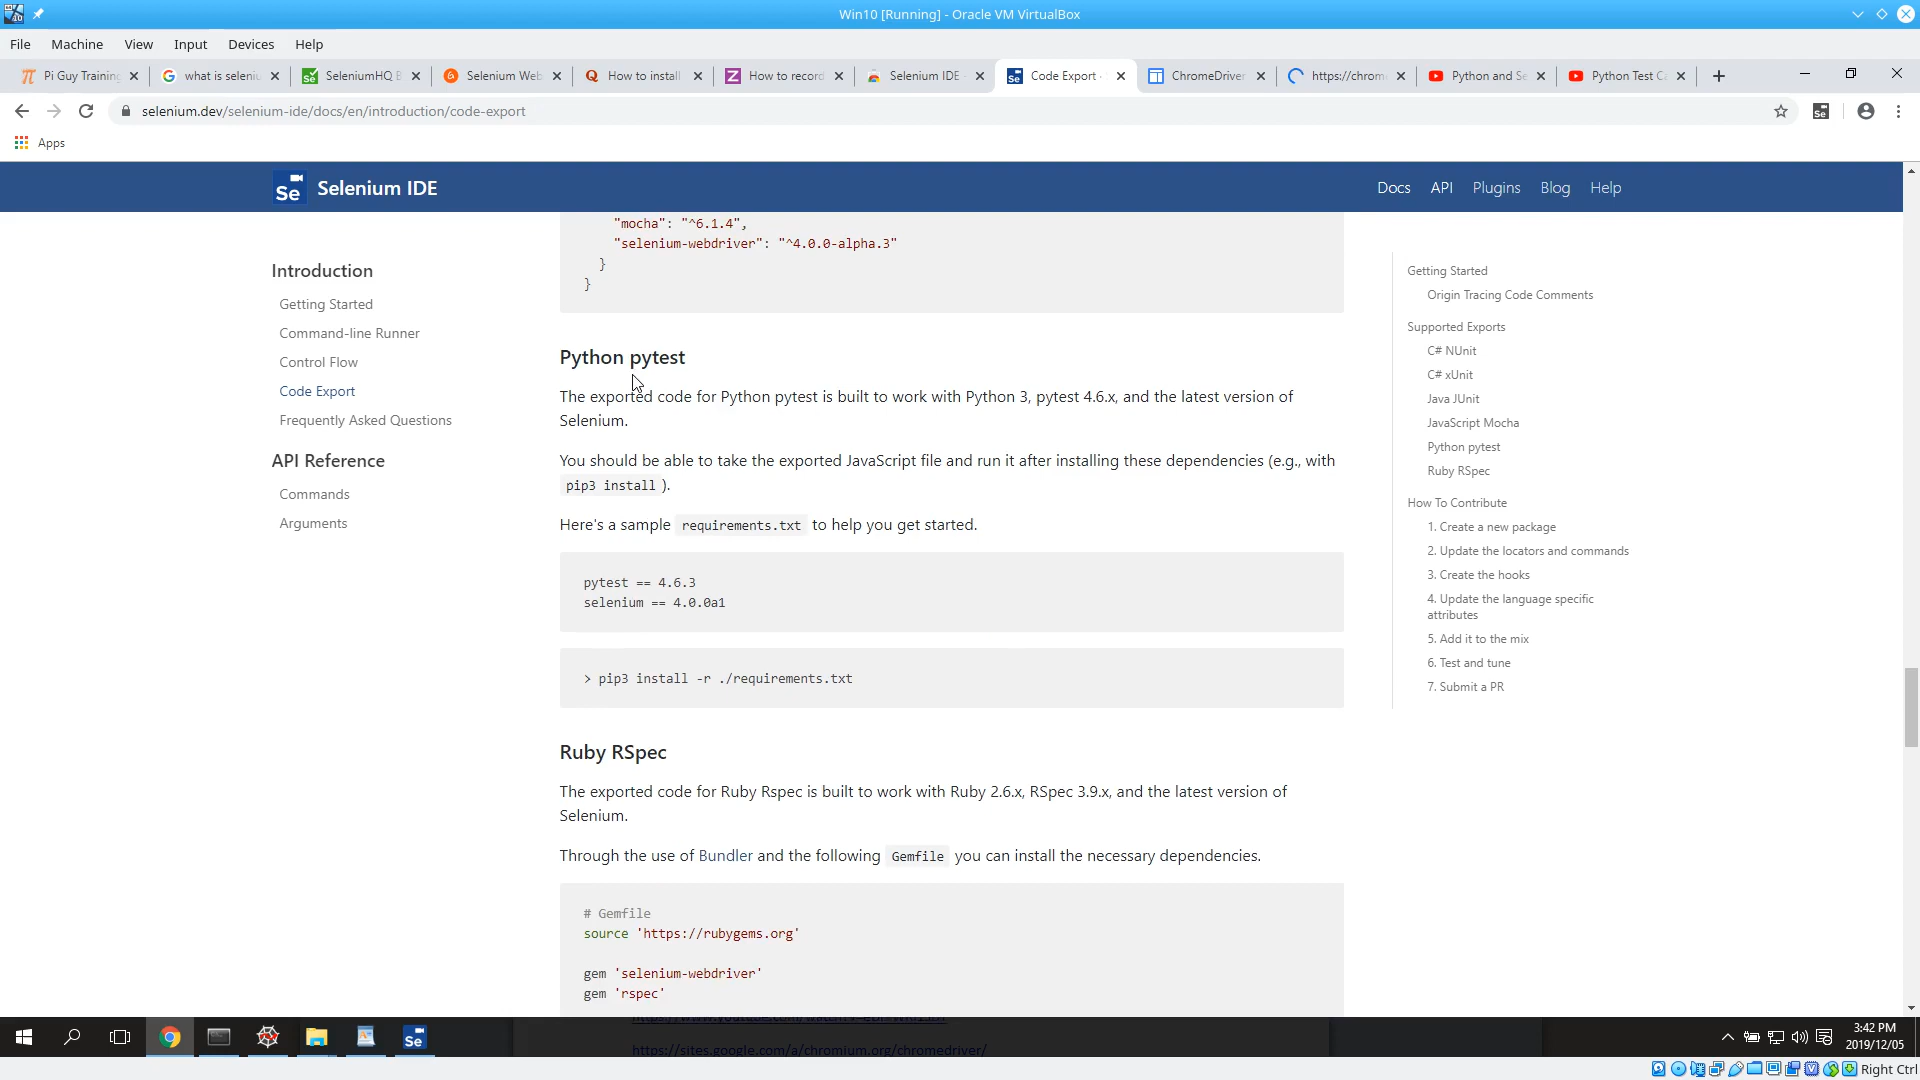 Win10 [Running] - Oracle VM VirtualBox
File Machine View Input Devices Help
Pi Guy Training
what is seleniu
SeleniumHQ B
Selenium Web
How to install
How to record
Selenium IDE
Code Export -
ChromeDriver
https://chrom
Python and Se
Python Test Ca
selenium.dev/selenium-ide/docs/en/introduction/code-export
Apps
Se Selenium IDE
Docs API Plugins Blog Help
Introduction
Getting Started
Command-line Runner
Control Flow
Code Export
Frequently Asked Questions
API Reference
Commands
Arguments
"mocha": "^6.1.4",
"selenium-webdriver": "^4.0.0-alpha.3"
}
}
Python pytest
The exported code for Python pytest is built to work with Python 3, pytest 4.6.x, and the latest version of
Selenium.
You should be able to take the exported JavaScript file and run it after installing these dependencies (e.g., with
pip3 install ).
Here's a sample requirements.txt to help you get started.
pytest == 4.6.3
selenium == 4.0.0a1
> pip3 install -r ./requirements.txt
Ruby RSpec
The exported code for Ruby Rspec is built to work with Ruby 2.6.x, RSpec 3.9.x, and the latest version of
Selenium.
Through the use of Bundler and the following Gemfile you can install the necessary dependencies.
# Gemfile
source 'https://rubygems.org'
gem 'selenium-webdriver'
gem 'rspec'
Getting Started
Origin Tracing Code Comments
Supported Exports
C# NUnit
C# xUnit
Java JUnit
JavaScript Mocha
Python pytest
Ruby RSpec
How To Contribute
1. Create a new package
2. Update the locators and commands
3. Create the hooks
4. Update the language specific
attributes
5. Add it to the mix
6. Test and tune
7. Submit a PR
https://sites.google.com/a/chromium.org/chromedriver/
3:42 PM
2019/12/05
Right Ctrl